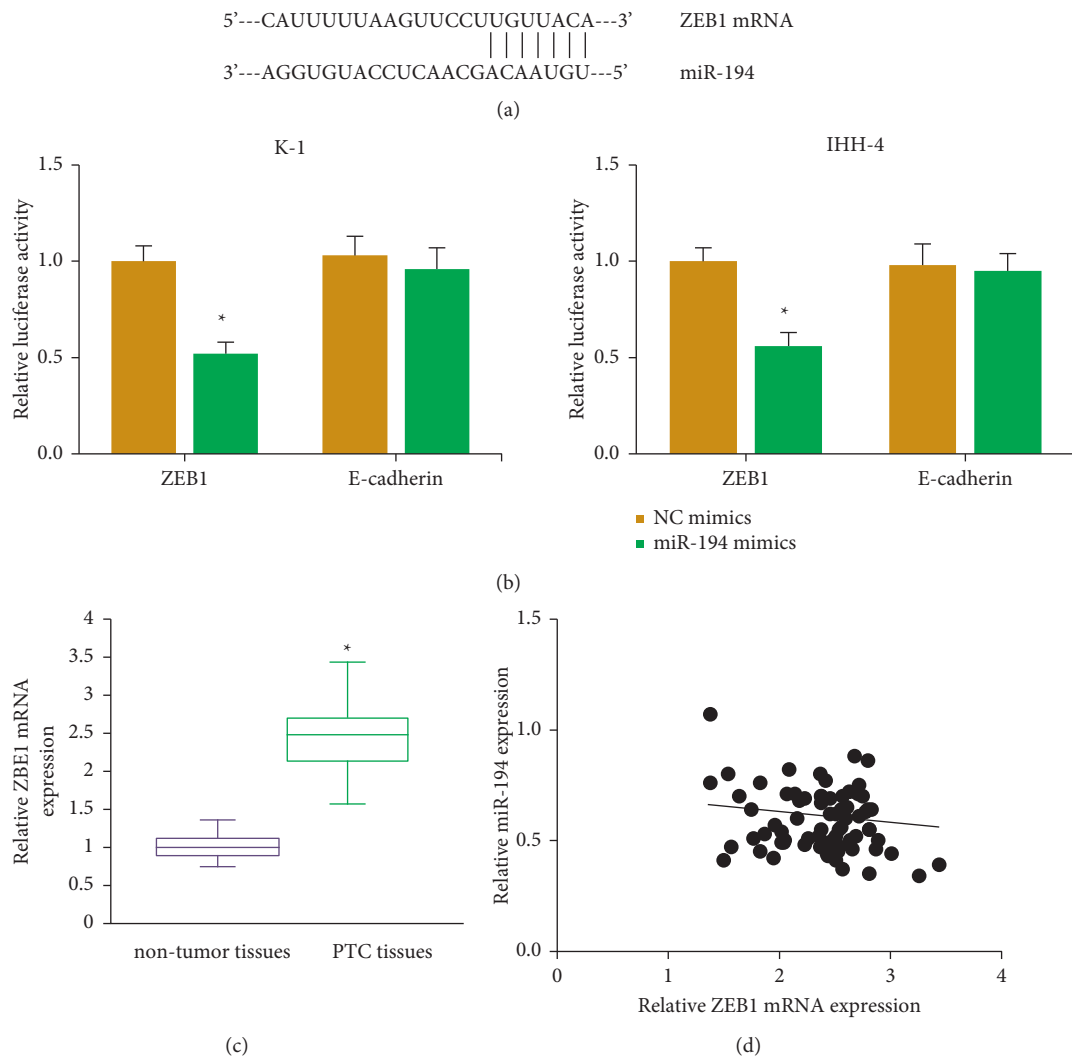 5’---CAUUUUUAAGUUCCUUGUUACA---3’ ZEB1 mRNA
3’---AGGUGUACCUCAACGACAAUGU---5’ miR-194
(a)
K-1
1.5
1.0
0.5
0.0
Relative luciferase activity
*
ZEB1
E-cadherin
IHH-4
1.5
1.0
0.5
0.0
Relative luciferase activity
*
ZEB1
E-cadherin
NC mimics
miR-194 mimics
(b)
4
3.5
3
2.5
2
1.5
1
0.5
0
Relative ZBE1 mRNA
expression
*
non-tumor tissues
PTC tissues
(c)
1.5
1.0
0.5
0.0
Relative miR-194 expression
0 1 2 3 4
Relative ZEB1 mRNA expression
(d)